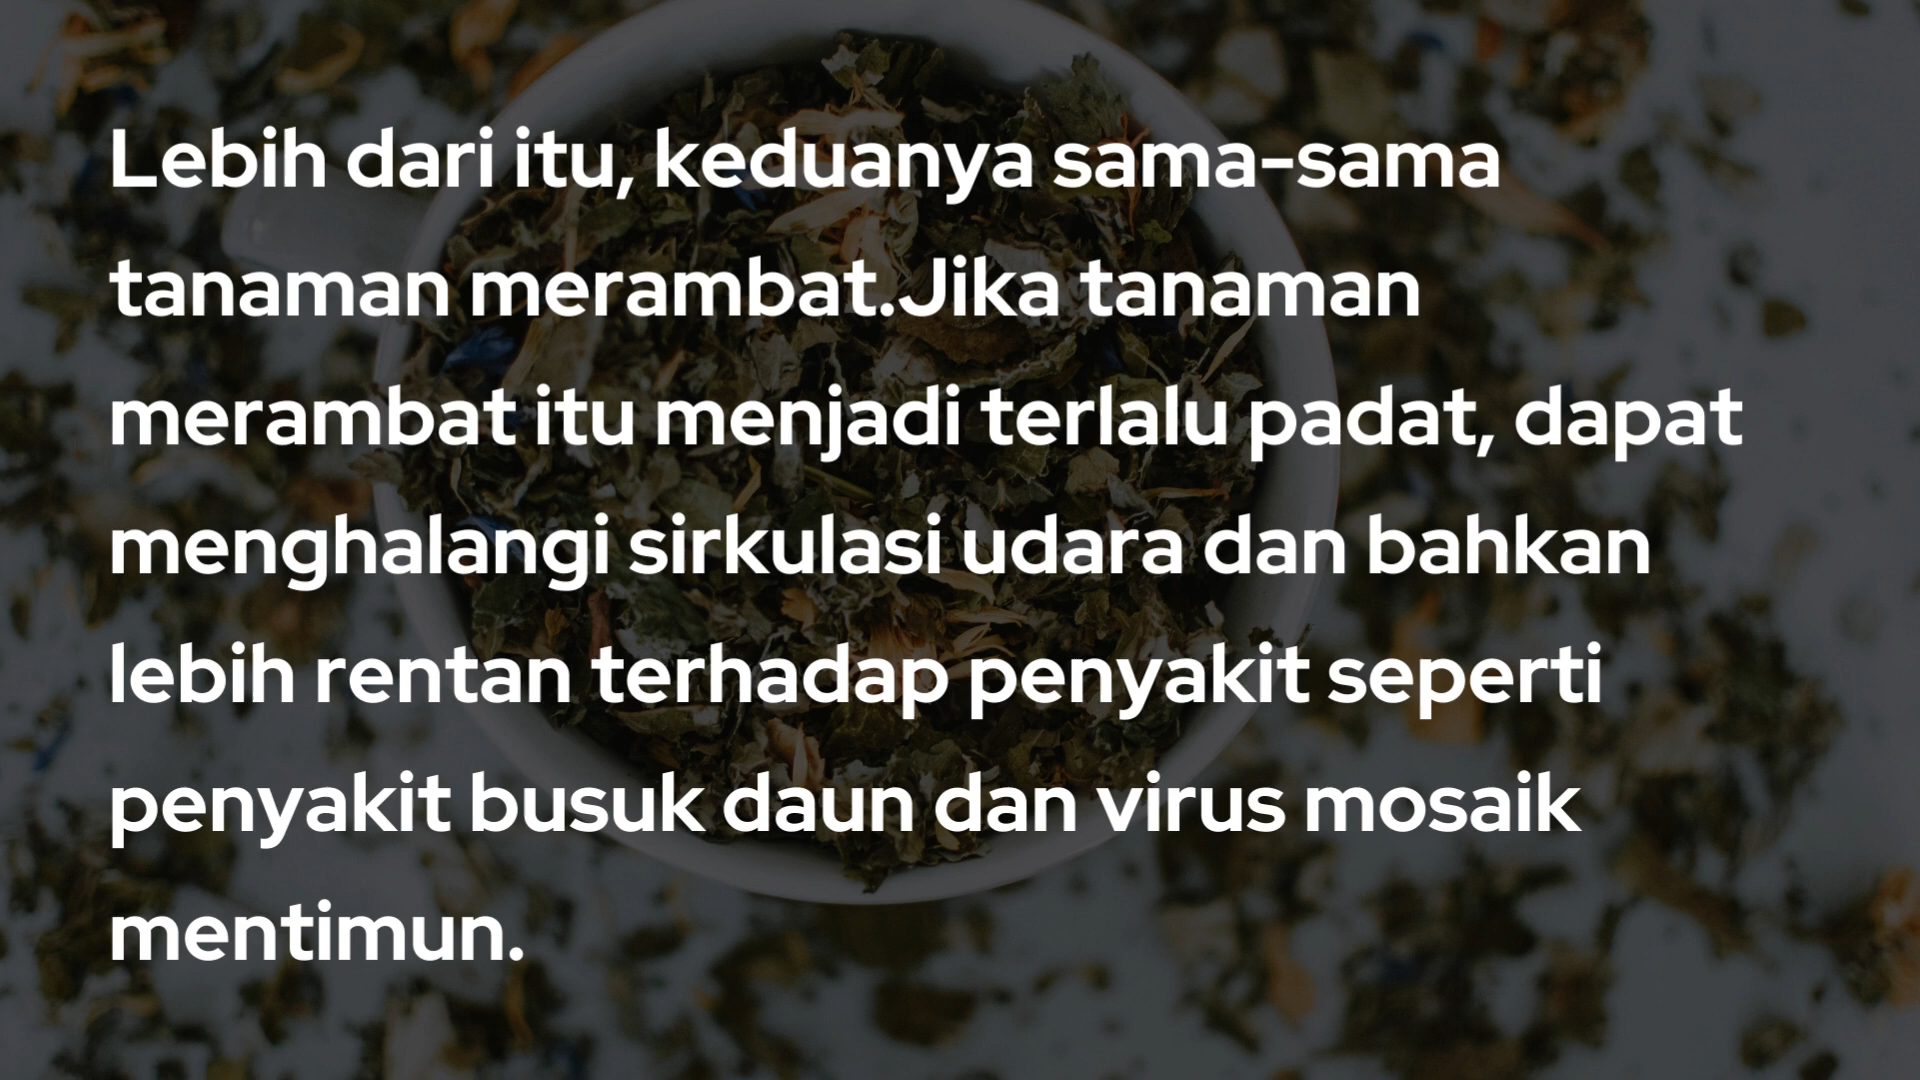 Lebih dari itu, keduanya sama-sama
tanaman merambat.Jika tanaman
merambat itu menjadi terlalu padat, dapat
menghalangi sirkulasi udara dan bahkan
lebih rentan terhadap penyakit seperti
penyakit busuk daun dan virus mosaik
mentimun.